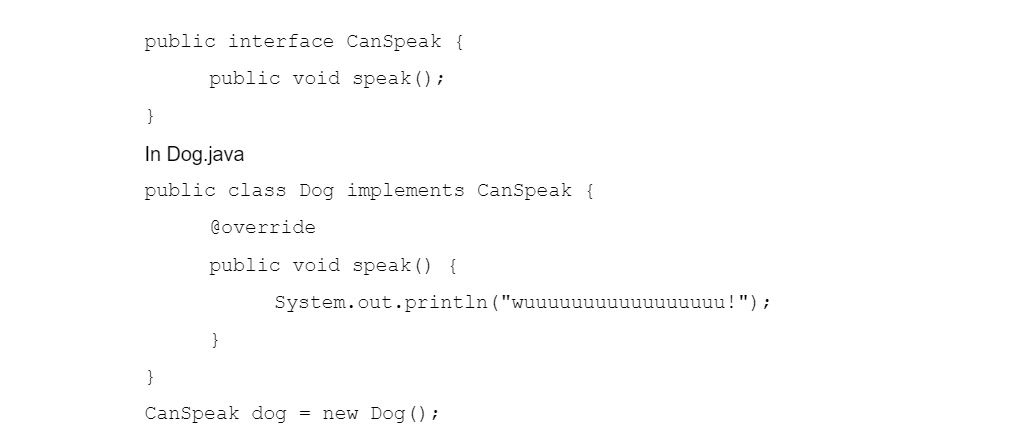 public interface CanSpeak {
public void speak();
}
In Dog.java
public class Dog implements CanSpeak {
@override
public void speak() {
System.out.println("wuuuuuuuuuuuuuuuuu!");
}
}
CanSpeak dog = new Dog();